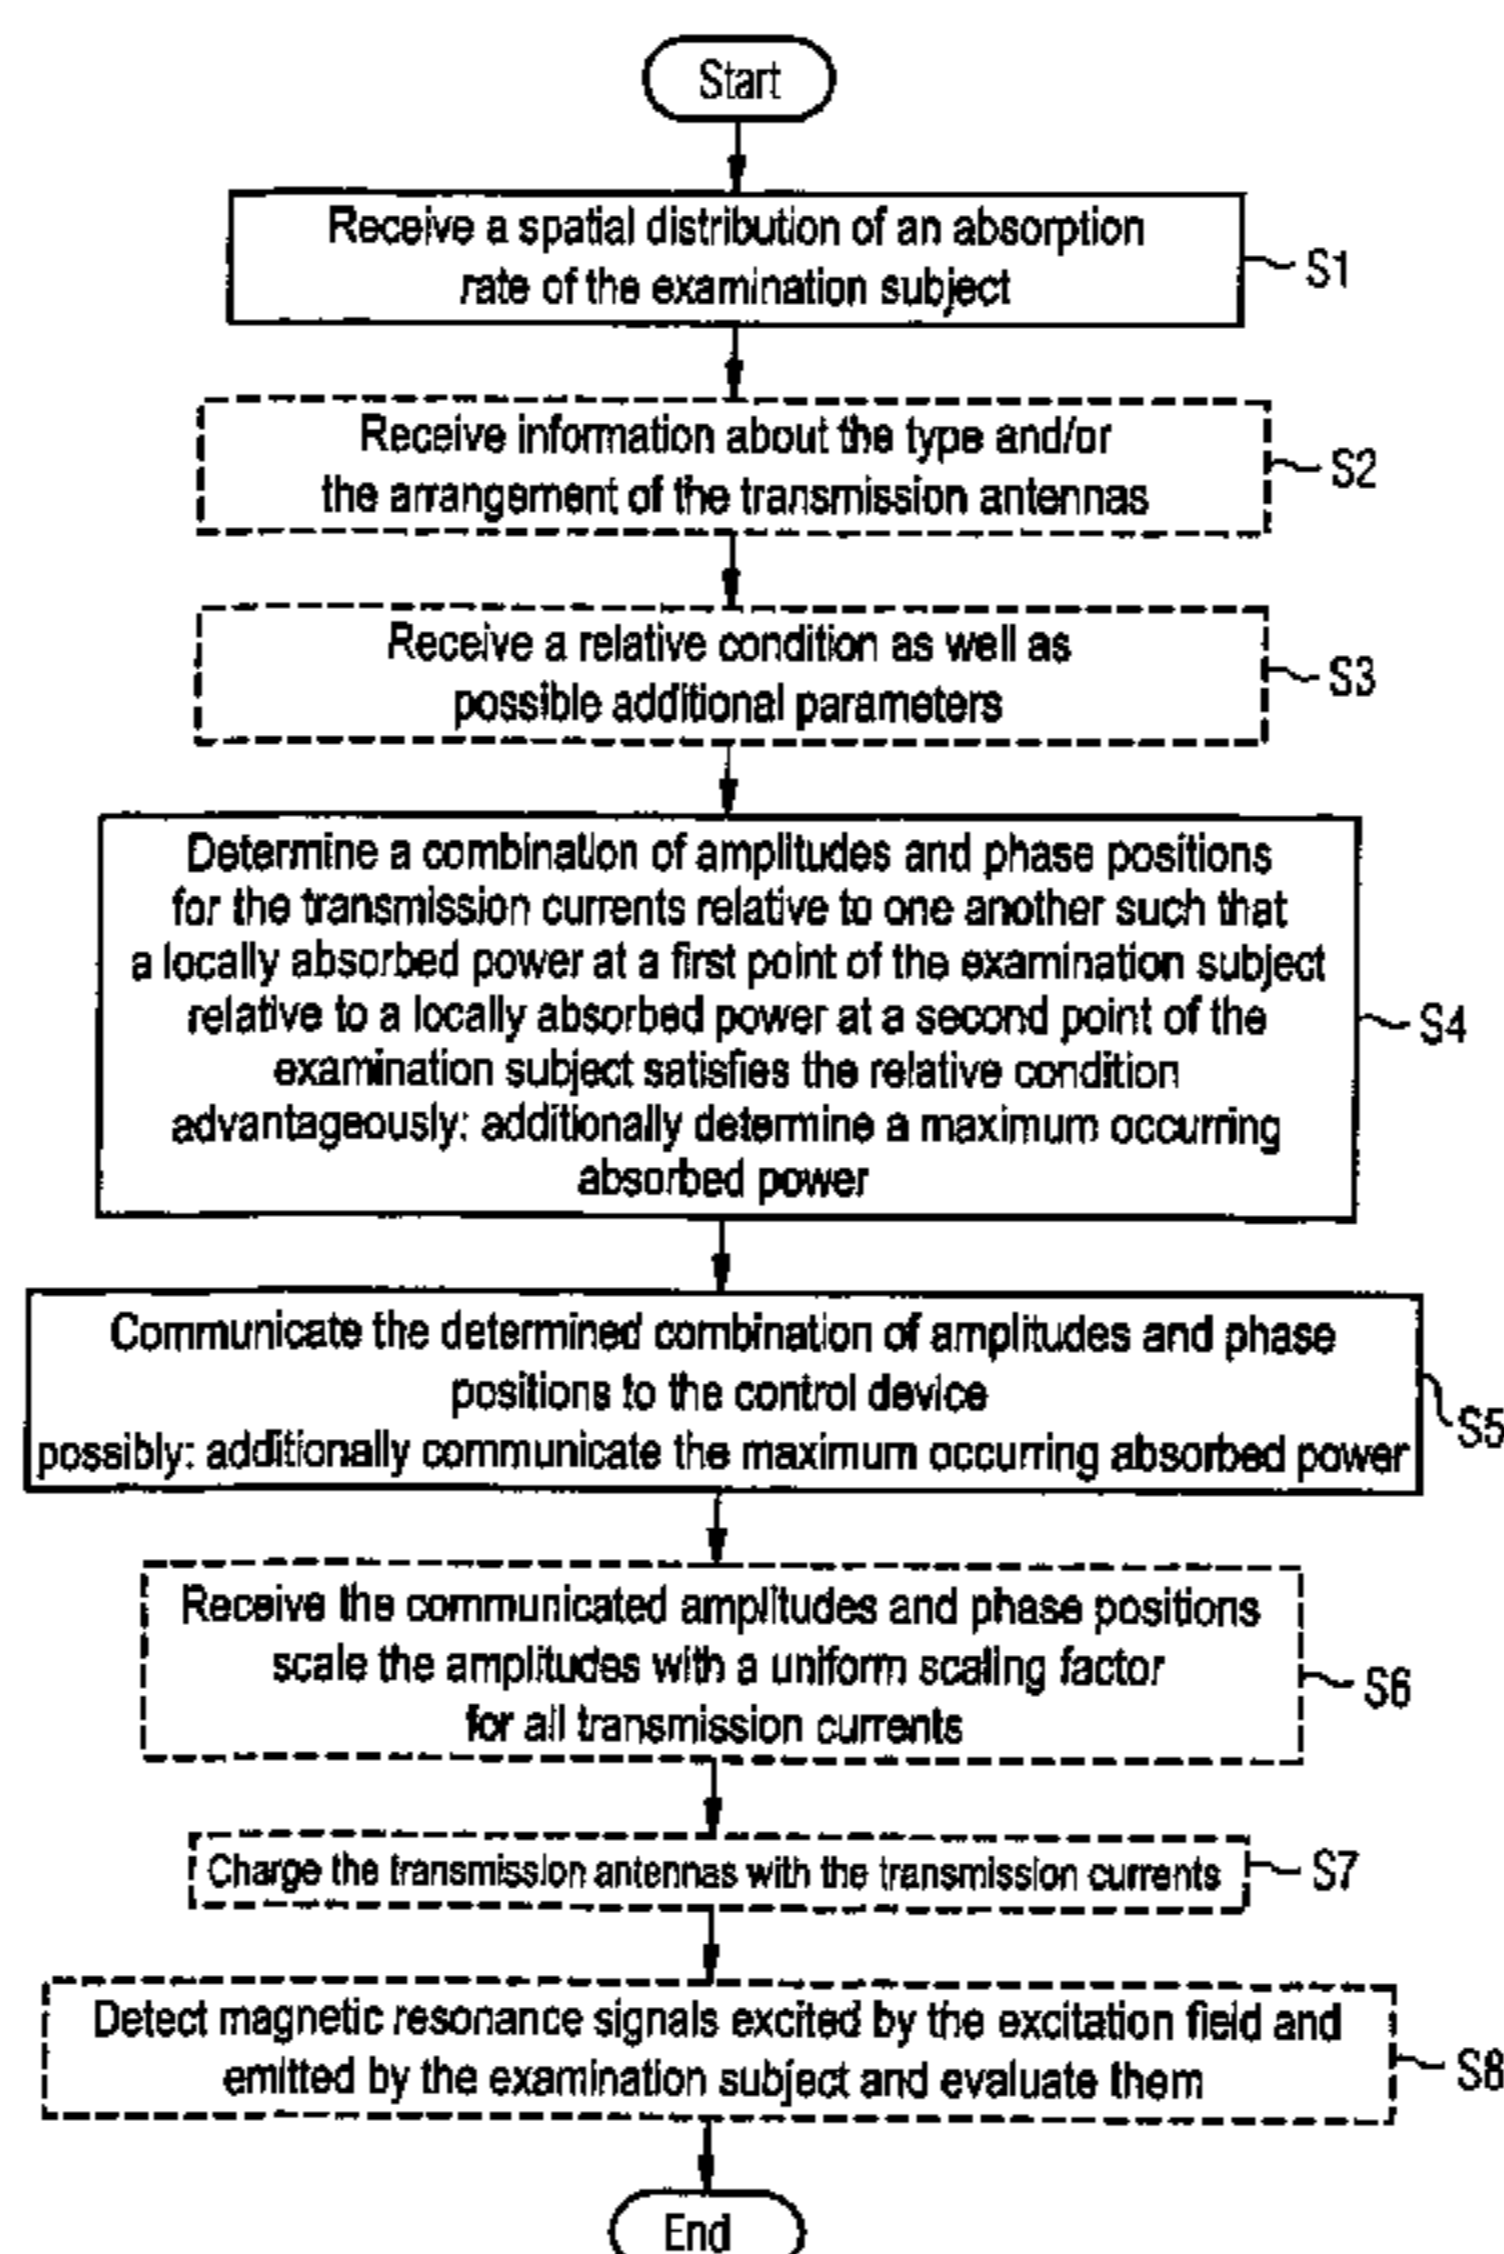 Start
Receive a spatial distribution of an absorption
rate of the examination subject
S1
Receive information about the type and/or
the arrangement of the transmission antennas
S2
Receive a relative condition as well as
possible additional parameters
S3
Determine a combination of amplitudes and phase positions
for the transmission currents relative to one another such that
a locally absorbed power at a first point of the examination subject
relative to a locally absorbed power at a second point of the
examination subject satisfies the relative condition
advantageously: additionally determine a maximum occurring
absorbed power
S4
Communicate the determined combination of amplitudes and phase
positions to the control device
possibly: additionally communicate the maximum occurring absorbed power
S5
Receive the communicated amplitudes and phase positions
scale the amplitudes with a uniform scaling factor
for all transmission currents
S6
Charge the transmission antennas with the transmission currents
S7
Detect magnetic resonance signals excited by the excitation field and
emitted by the examination subject and evaluate them
S8
End